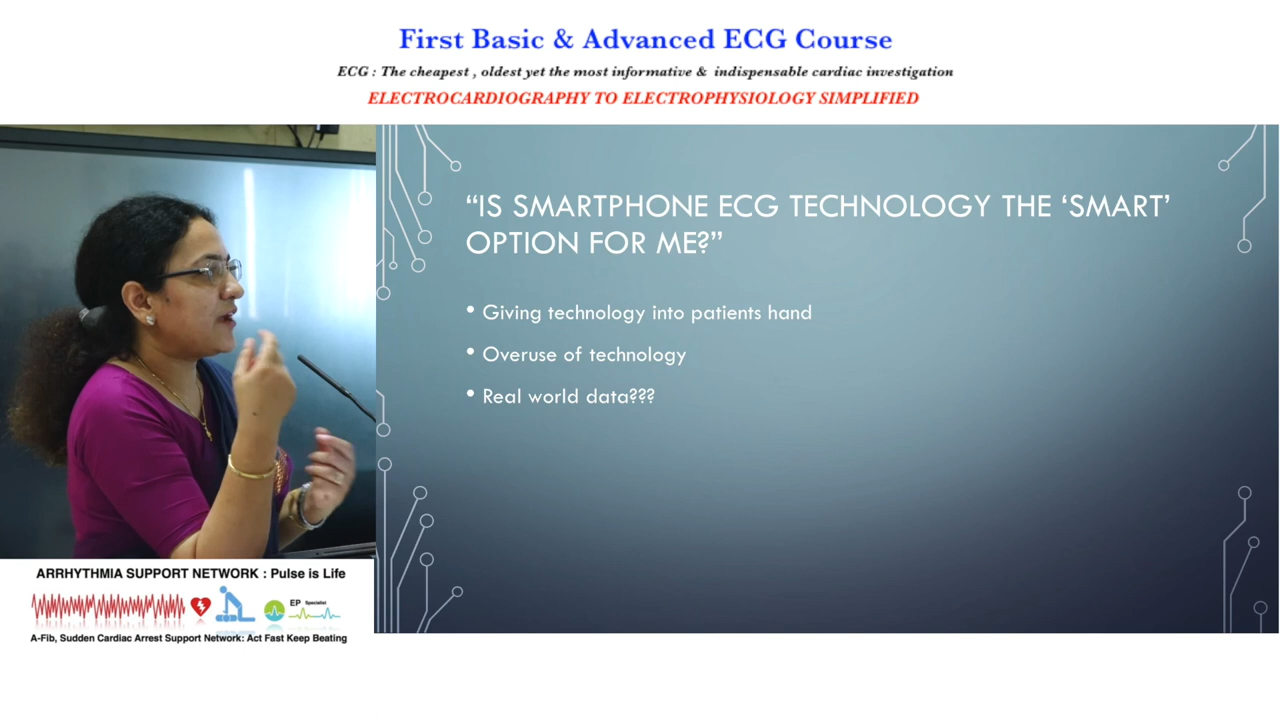 First Basic & Advanced ECG Course
ECG : The cheapest , oldest yet the most informative & indispensable cardiac investigation
ELECTROCARDIOGRAPHY TO ELECTROPHYSIOLOGY SIMPLIFIED
“IS SMARTPHONE ECG TECHNOLOGY THE ‘SMART’
OPTION FOR ME?”
• Giving technology into patients hand
• Overuse of technology
• Real world data???
ARRHYTHMIA SUPPORT NETWORK : Pulse is Life
EP Specialist
A-Fib, Sudden Cardiac Arrest Support Network: Act Fast Keep Beating